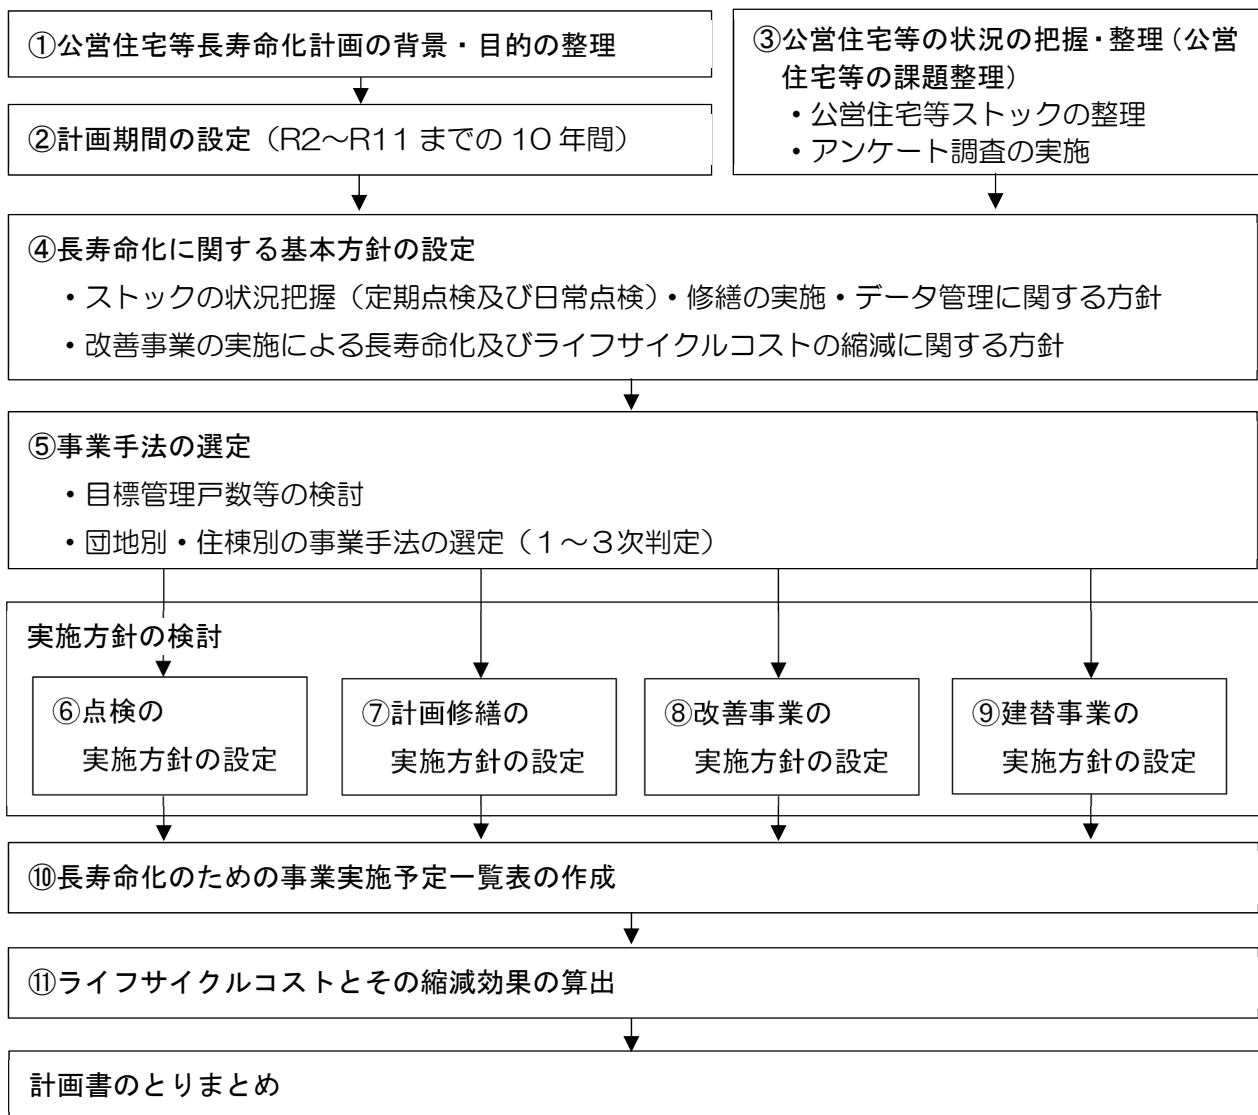 ①公営住宅等長寿命化計画の背景・目的の整理
②計画期間の設定（R2～R11 までの 10 年間）
③公営住宅等の状況の把握・整理（公営
住宅等の課題整理）
・公営住宅等ストックの整理
・アンケート調査の実施
④長寿命化に関する基本方針の設定
・ストックの状況把握（定期点検及び日常点検）・修繕の実施・データ管理に関する方針
・改善事業の実施による長寿命化及びライフサイクルコストの縮減に関する方針
⑤事業手法の選定
・目標管理戸数等の検討
・団地別・住棟別の事業手法の選定（１～３次判定）
実施方針の検討
⑥点検の
実施方針の設定
⑦計画修繕の
実施方針の設定
⑧改善事業の
実施方針の設定
⑨建替事業の
実施方針の設定
⑩長寿命化のための事業実施予定一覧表の作成
⑪ライフサイクルコストとその縮減効果の算出
計画書のとりまとめ